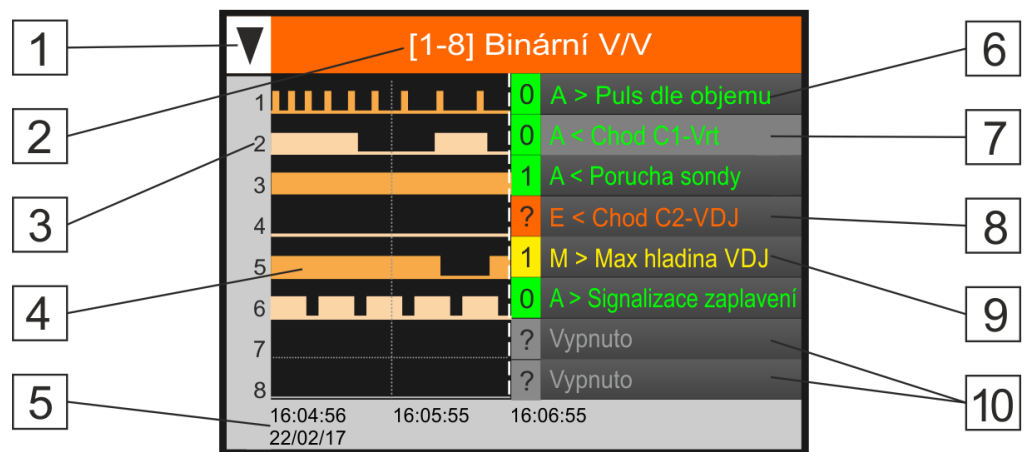 [1-8] Binární V/V
1
2
3
4
5
6
7
8
9
10
1 0 A > Puls dle objemu
2 0 A < Chod C1-Vrt
3 1 A < Porucha sondy
4 ? E < Chod C2-VDJ
5 1 M > Max hladina VDJ
6 0 A > Signalizace zaplavení
7 ? Vypnuto
8 ? Vypnuto
16:04:56 16:05:55 16:06:55
22/02/17